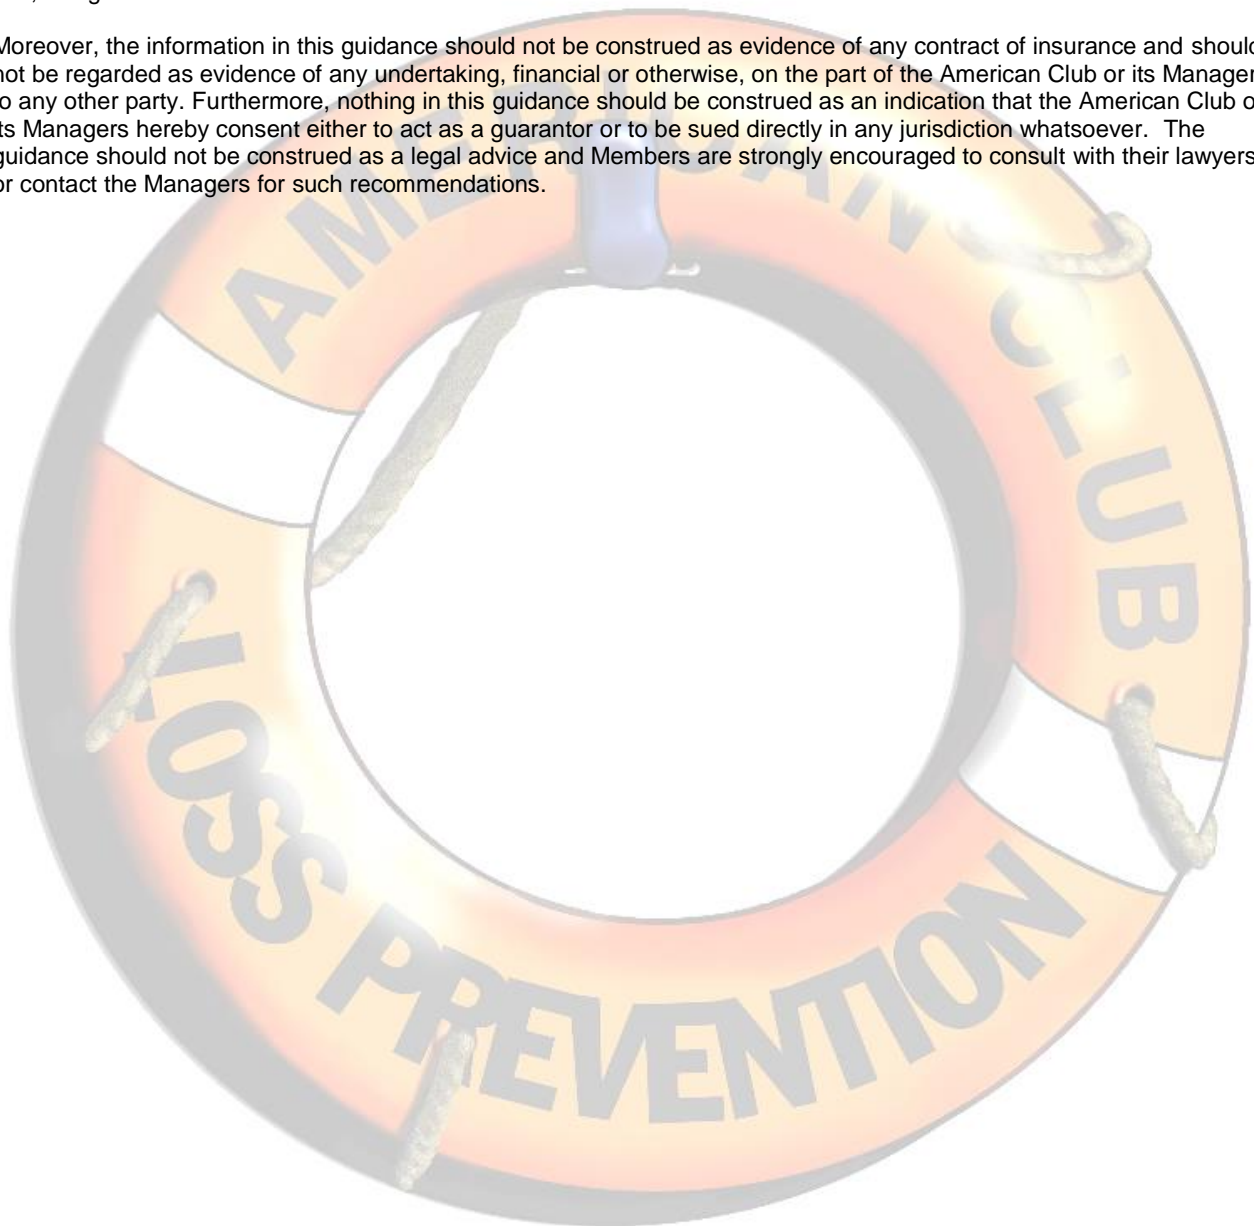 Moreover, the information in this guidance should not be construed as evidence of any contract of insurance and should
not be regarded as evidence of any undertaking, financial or otherwise, on the part of the American Club or its Manager
to any other party. Furthermore, nothing in this guidance should be construed as an indication that the American Club o
its Managers hereby consent either to act as a guarantor or to be sued directly in any jurisdiction whatsoever. The
guidance should not be construed as a legal advice and Members are strongly encouraged to consult with their lawyers
or contact the Managers for such recommendations.
AMERICAN CLUB
LOSS PREVENTION